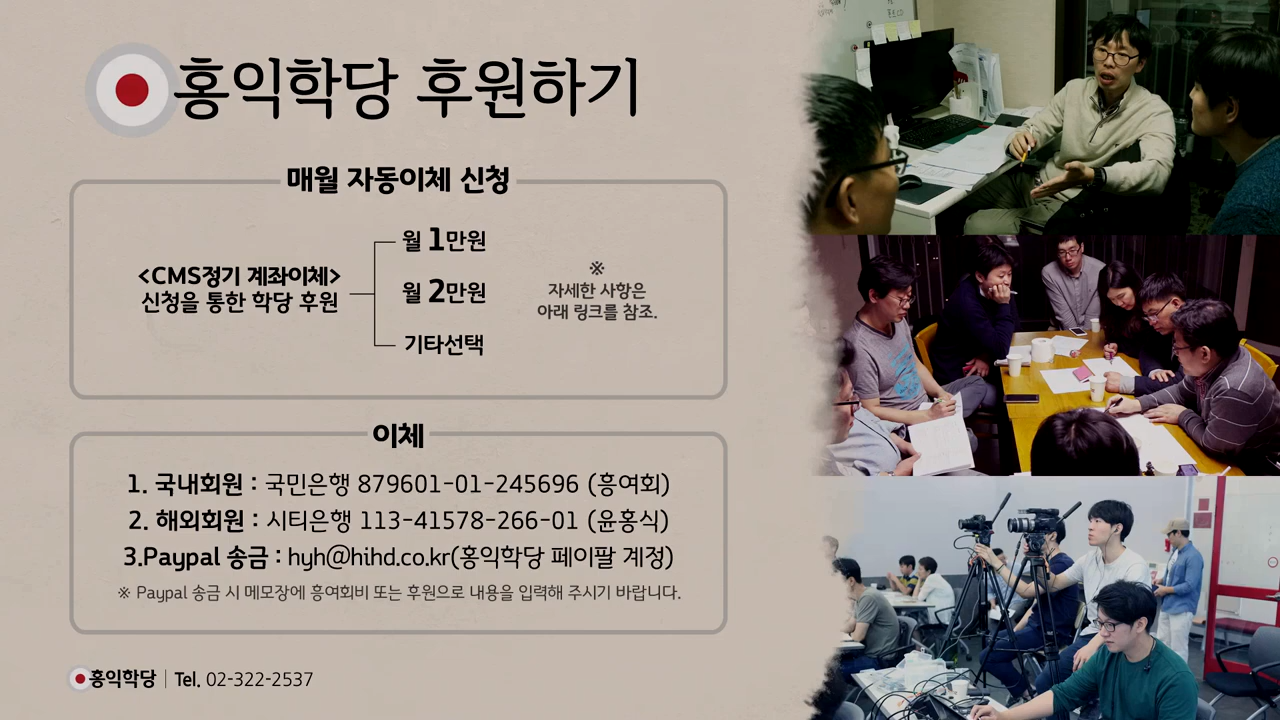 홍익학당 후원하기
매월 자동이체 신청
<CMS정기 계좌이체>
신청을 통한 학당 후원
월 1만원
월 2만원
기타선택
※
자세한 사항은
아래 링크를 참조.
이체
1. 국내회원 : 국민은행 879601-01-245696 (흥여회)
2. 해외회원 : 시티은행 113-41578-266-01 (윤홍식)
3.Paypal 송금 : hyh@hihd.co.kr(홍익학당 페이팔 계정)
※ Paypal 송금 시 메모장에 흥여회비 또는 후원으로 내용을 입력해 주시기 바랍니다.
홍익학당 | Tel. 02-322-2537